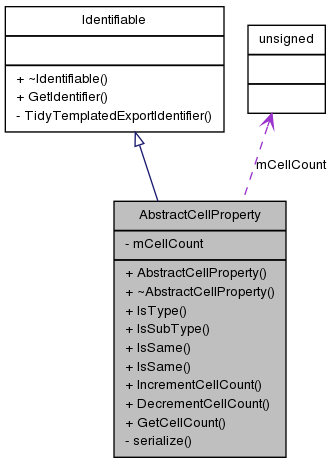 Identifiable
+ ~Identifiable()
+ GetIdentifier()
- TidyTemplatedExportIdentifier()
unsigned
mCellCount
AbstractCellProperty
- mCellCount
+ AbstractCellProperty()
+ ~AbstractCellProperty()
+ IsType()
+ IsSubType()
+ IsSame()
+ IsSame()
+ IncrementCellCount()
+ DecrementCellCount()
+ GetCellCount()
- serialize()